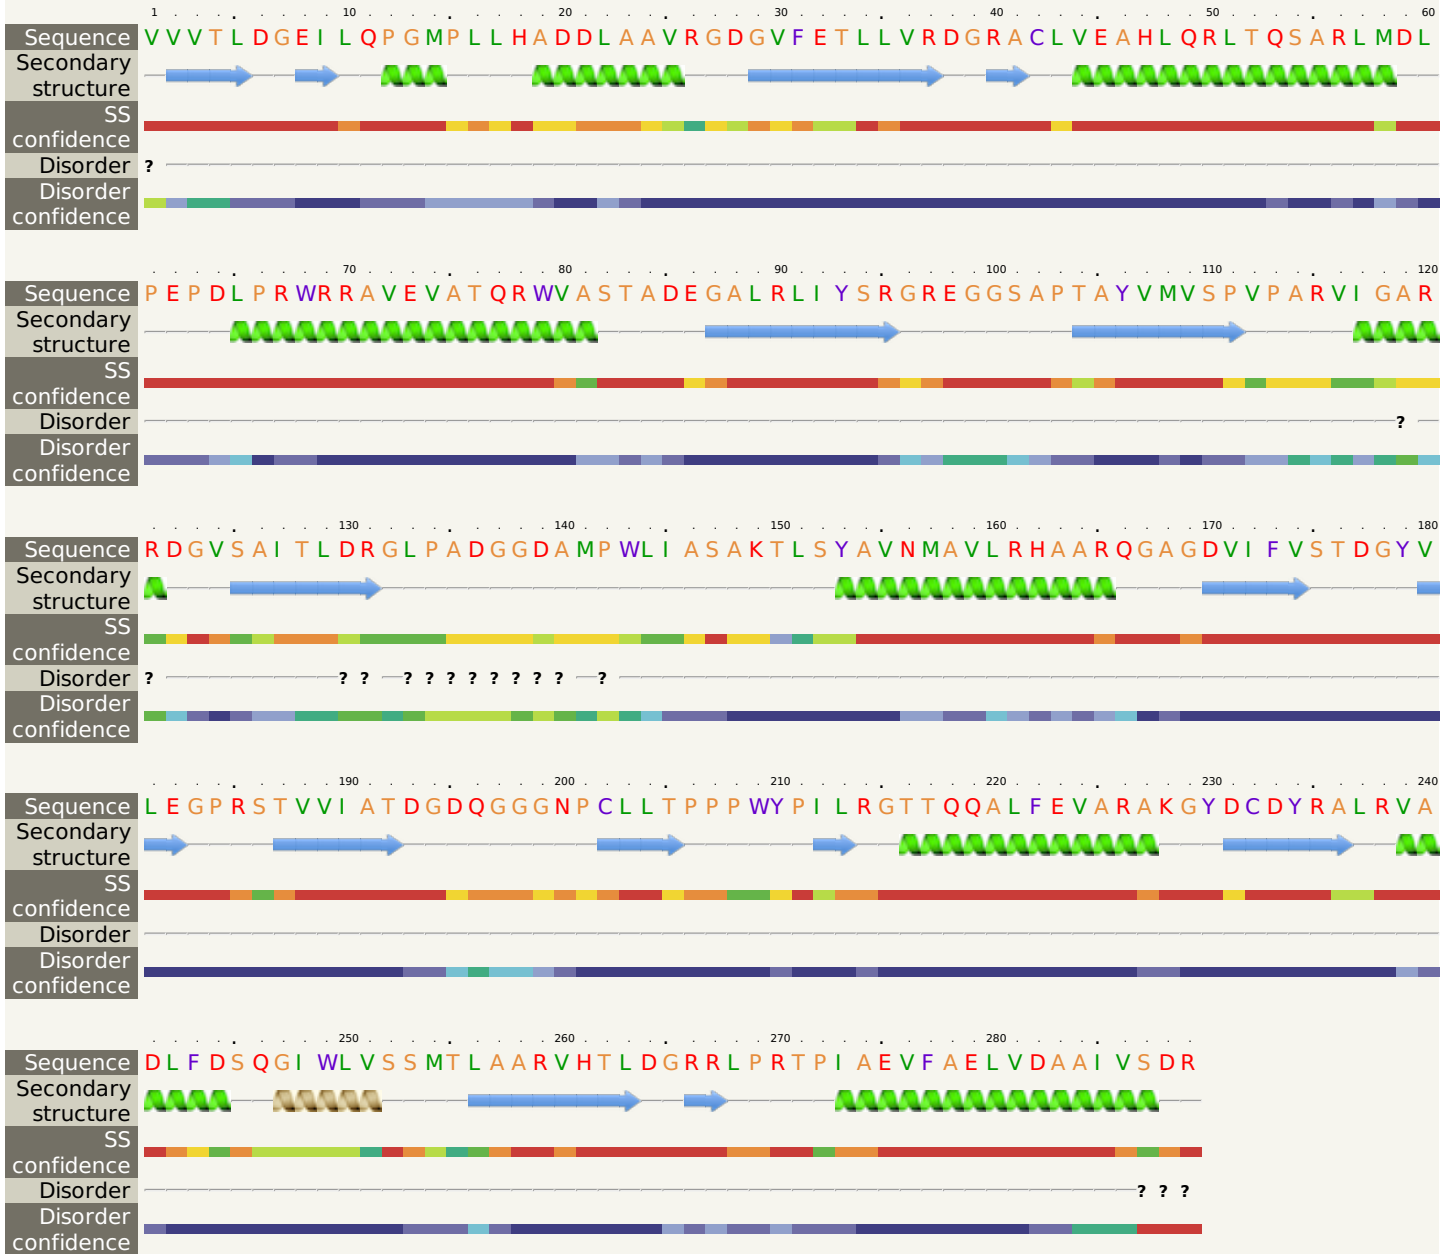 1 10 20 30 40 50 60
Sequence VVVTLDGEILQPGMPLLHADDLAAVRGDGVFETLLVRDGRACLVEAHLQRLTQSARLMDL
Secondary
structure
SS
confidence
Disorder ?
Disorder
confidence
70 80 90 100 110 120
Sequence PEPDLPRWRRAVEVATQRWVASTADEGALRLIYSRGREGGSAPTAYVMVSPVPARVIGAR
Secondary
structure
SS
confidence
Disorder ?
Disorder
confidence
130 140 150 160 170 180
Sequence RDGVSAITLDRGLPADGGDAMPWLIASAKTLSYAVNMAVLRHAARQGAGDVIFVSTDGYV
Secondary
structure
SS
confidence
Disorder ? ? ? ? ? ? ? ? ? ? ? ?
Disorder
confidence
190 200 210 220 230 240
Sequence LEGPRSTVVIATDGDQGGGNPCLLTPPPWYPILRGTTQQALFEVARAKGYDCDYRALRVA
Secondary
structure
SS
confidence
Disorder
Disorder
confidence
250 260 270 280
Sequence DLFDSQGIWLVSSMTLAARVHTLDGRRLPRTPIAEVFAELVDAAIVSDR
Secondary
structure
SS
confidence
Disorder ? ? ?
Disorder
confidence